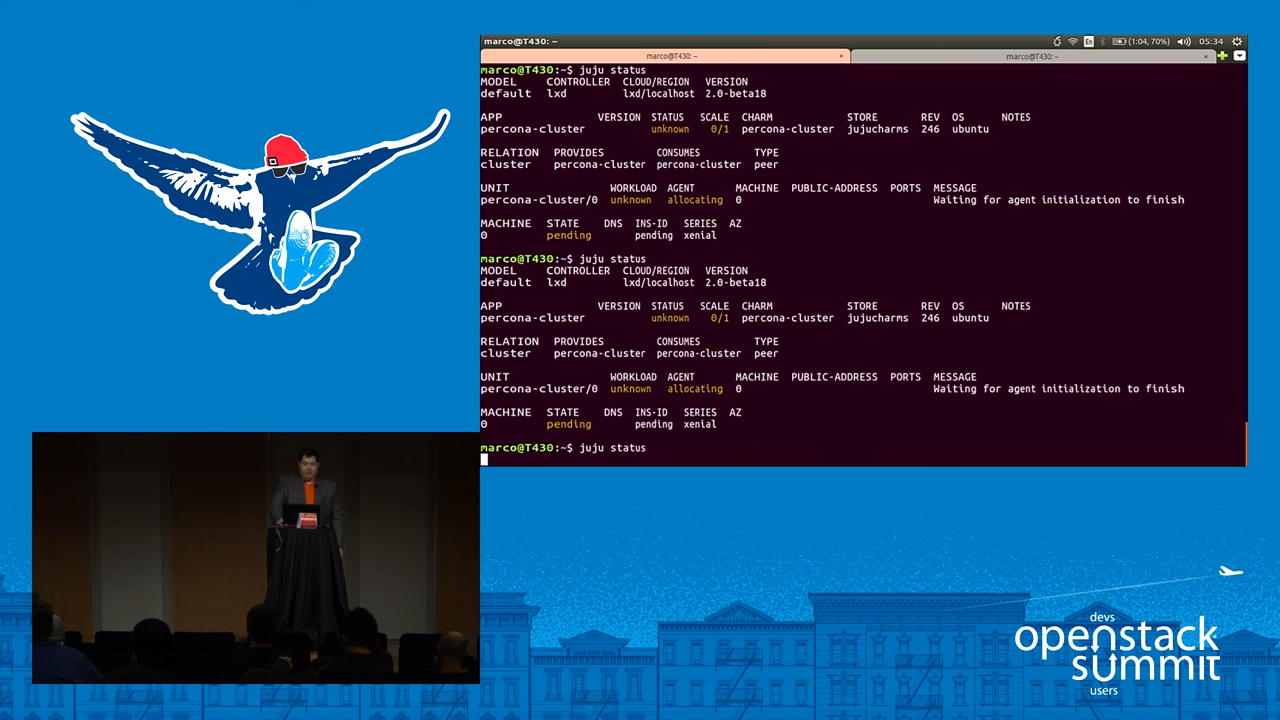 marco@T430: ~
En
(1:04, 70%)
05:34
marco@T430: ~
×
marco@T430: ~
×
marco@T430:~$ juju status
MODEL CONTROLLER CLOUD/REGION VERSION
default lxd lxd/localhost 2.0-beta18
APP VERSION STATUS SCALE CHARM STORE REV OS NOTES
percona-cluster unknown 0/1 percona-cluster jujucharms 246 ubuntu
RELATION PROVIDES CONSUMES TYPE
cluster percona-cluster percona-cluster peer
UNIT WORKLOAD AGENT MACHINE PUBLIC-ADDRESS PORTS MESSAGE
percona-cluster/0 unknown allocating 0 Waiting for agent initialization to finish
MACHINE STATE DNS INS-ID SERIES AZ
0 pending pending xenial
marco@T430:~$ juju status
MODEL CONTROLLER CLOUD/REGION VERSION
default lxd lxd/localhost 2.0-beta18
APP VERSION STATUS SCALE CHARM STORE REV OS NOTES
percona-cluster unknown 0/1 percona-cluster jujucharms 246 ubuntu
RELATION PROVIDES CONSUMES TYPE
cluster percona-cluster percona-cluster peer
UNIT WORKLOAD AGENT MACHINE PUBLIC-ADDRESS PORTS MESSAGE
percona-cluster/0 unknown allocating 0 Waiting for agent initialization to finish
MACHINE STATE DNS INS-ID SERIES AZ
0 pending pending xenial
marco@T430:~$ juju status
devs
openstack
summit
users